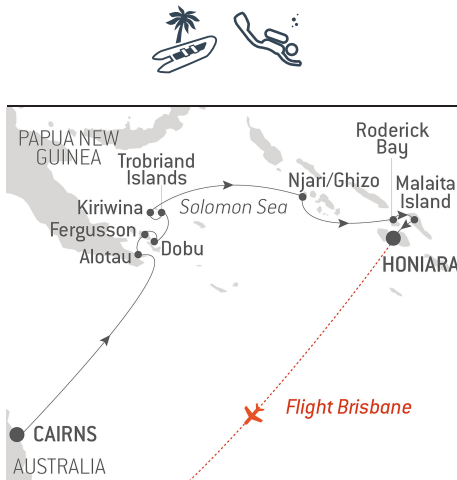 PAPUA NEW
GUINEA
Trobriand
Islands
Roderick
Bay
Njari/Ghizo
Malaita
Island
Kiriwina
Solomon Sea
Fergusson
Dobu
Alotau
HONIARA
Flight Brisbane
CAIRNS
AUSTRALIA